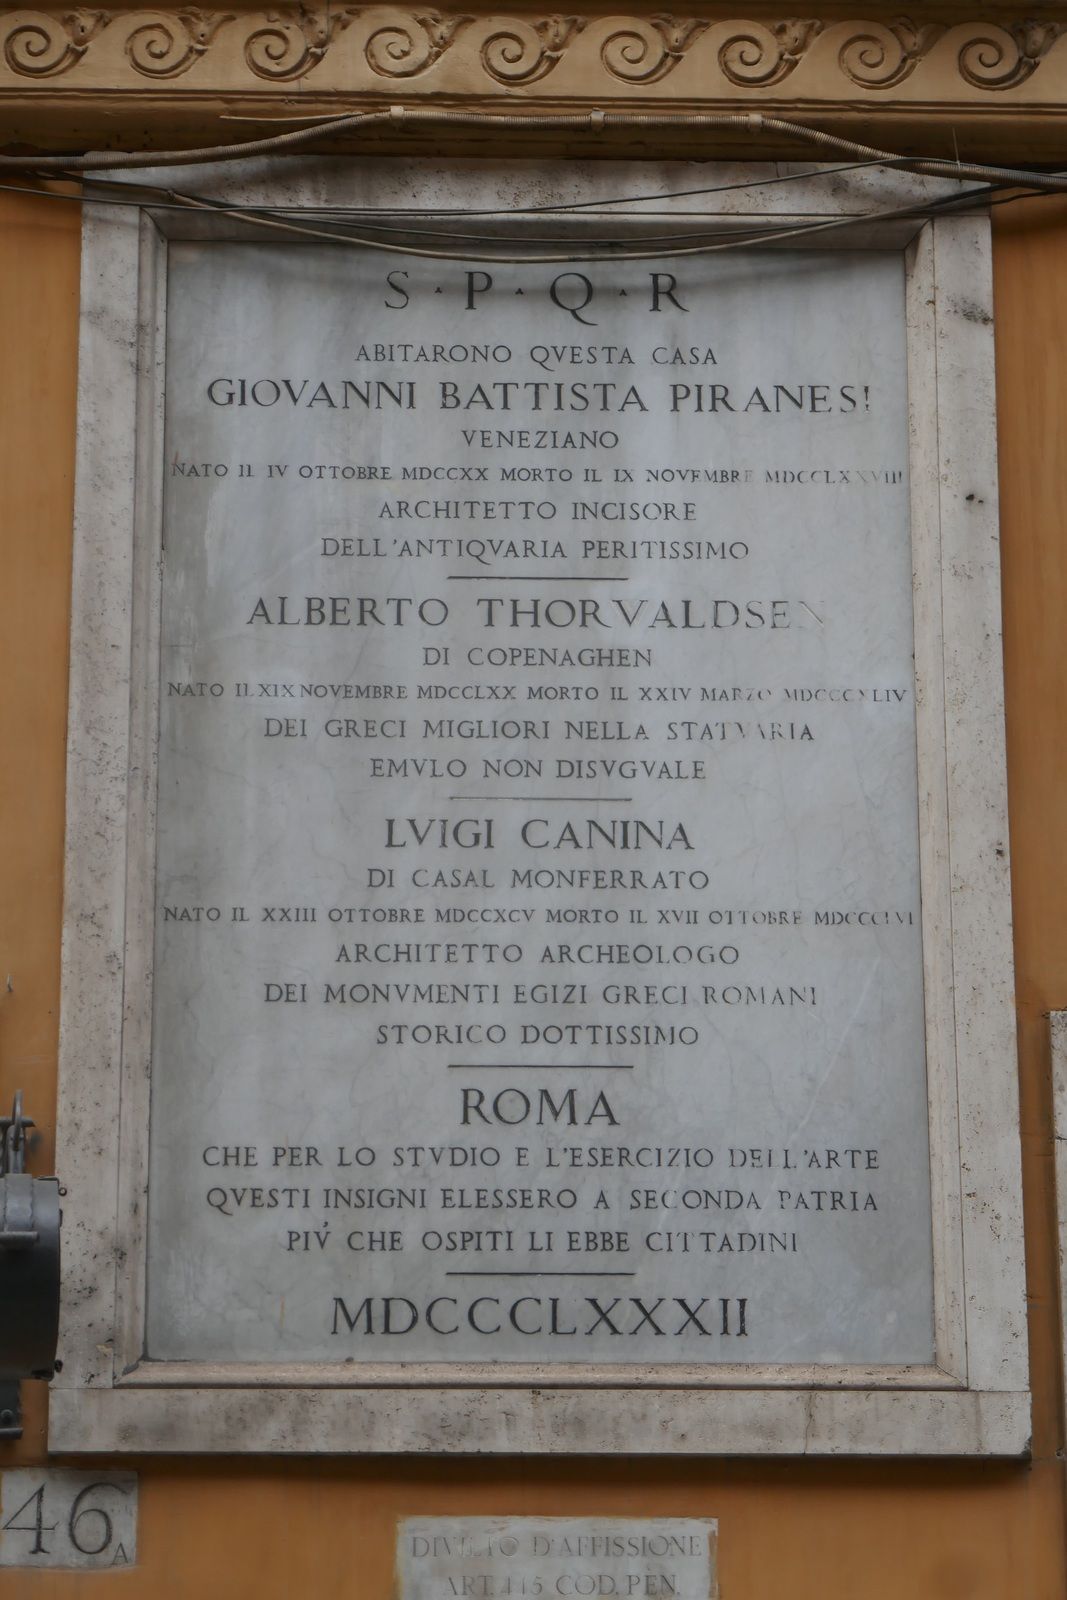 S·P·Q·R
ABITARONO QVESTA CASA
GIOVANNI BATTISTA PIRANESI
VENEZIANO
NATO IL IV OTTOBRE MDCCXX MORTO IL IX NOVEMBRE MDCCLXXVIII
ARCHITETTO INCISORE
DELL'ANTIQVARIA PERITISSIMO
ALBERTO THORVALDSEN
DI COPENAGHEN
NATO IL XIX NOVEMBRE MDCCLXX MORTO IL XXIV MARZO MDCCCXLIV
DEI GRECI MIGLIORI NELLA STATVARIA
EMVLO NON DISVGVALE
LVIGI CANINA
DI CASAL MONFERRATO
NATO IL XXIII OTTOBRE MDCCXCV MORTO IL XVII OTTOBRE MDCCCLVI
ARCHITETTO ARCHEOLOGO
DEI MONVMENTI EGIZI GRECI ROMANI
STORICO DOTTISSIMO
ROMA
CHE PER LO STVDIO E L'ESERCIZIO DELL'ARTE
QVESTI INSIGNI ELESSERO A SECONDA PATRIA
PIV́ CHE OSPITI LI EBBE CITTADINI
MDCCCLXXXII
46A
DIVIETO D'AFFISSIONE
ART. 445 COD. PEN.